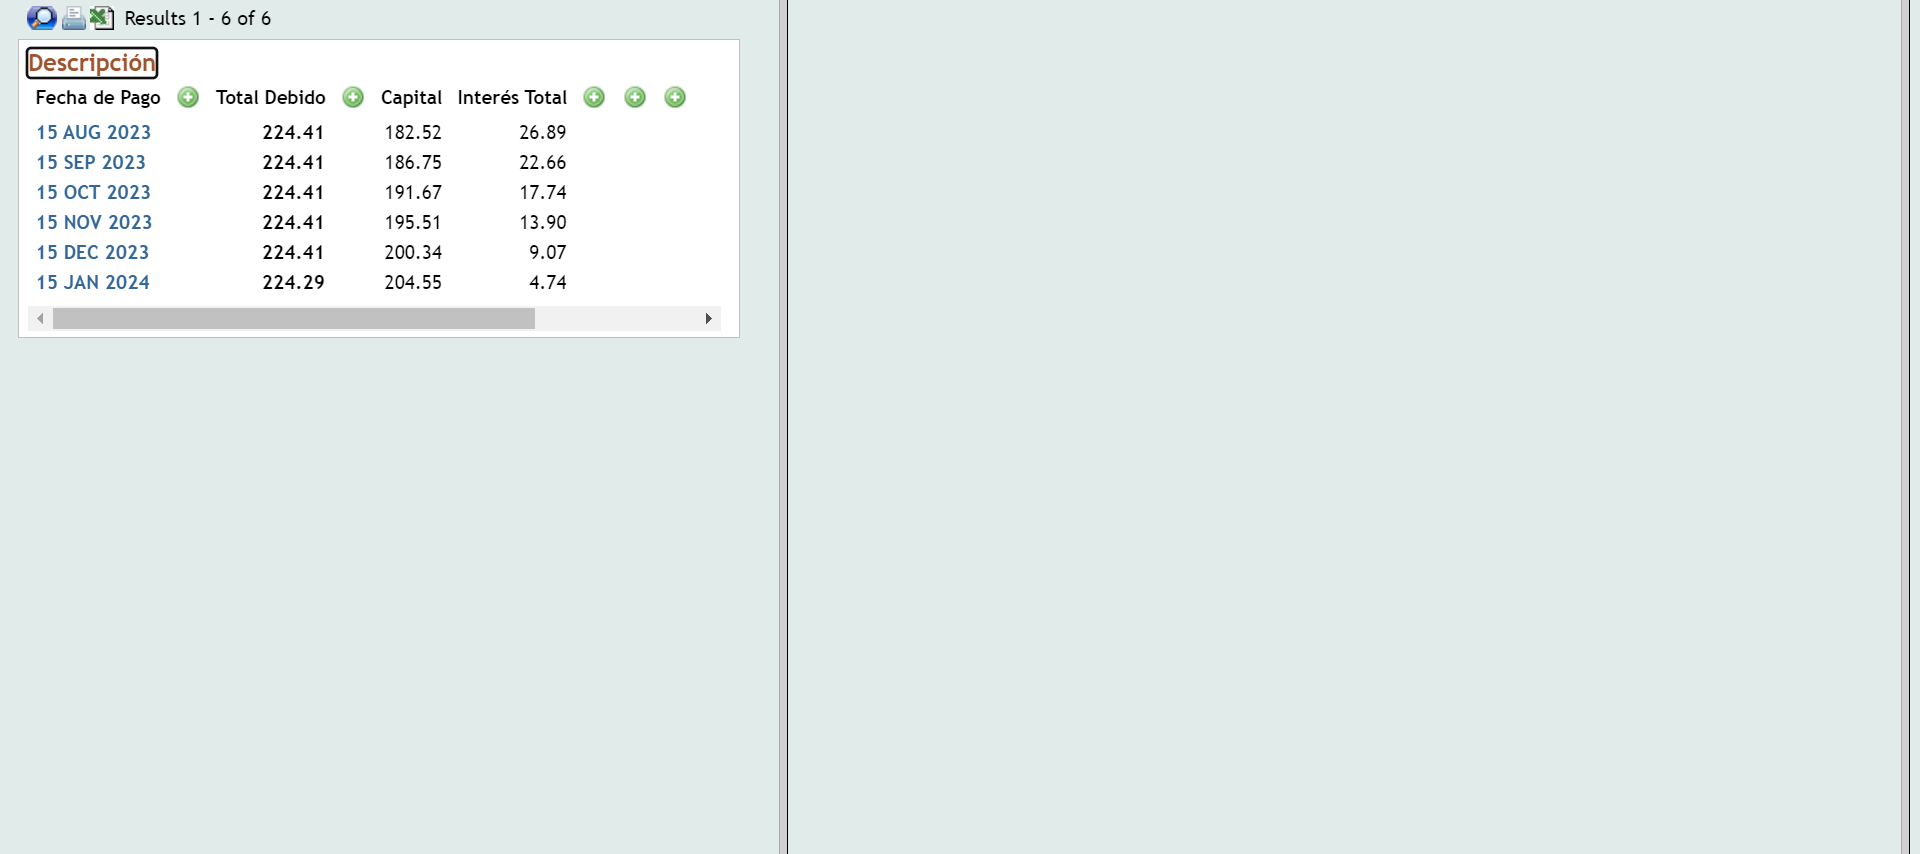 Results 1 - 6 of 6
Descripción
Fecha de Pago Total Debido Capital Interés Total
15 AUG 2023 224.41 182.52 26.89
15 SEP 2023 224.41 186.75 22.66
15 OCT 2023 224.41 191.67 17.74
15 NOV 2023 224.41 195.51 13.90
15 DEC 2023 224.41 200.34 9.07
15 JAN 2024 224.29 204.55 4.74